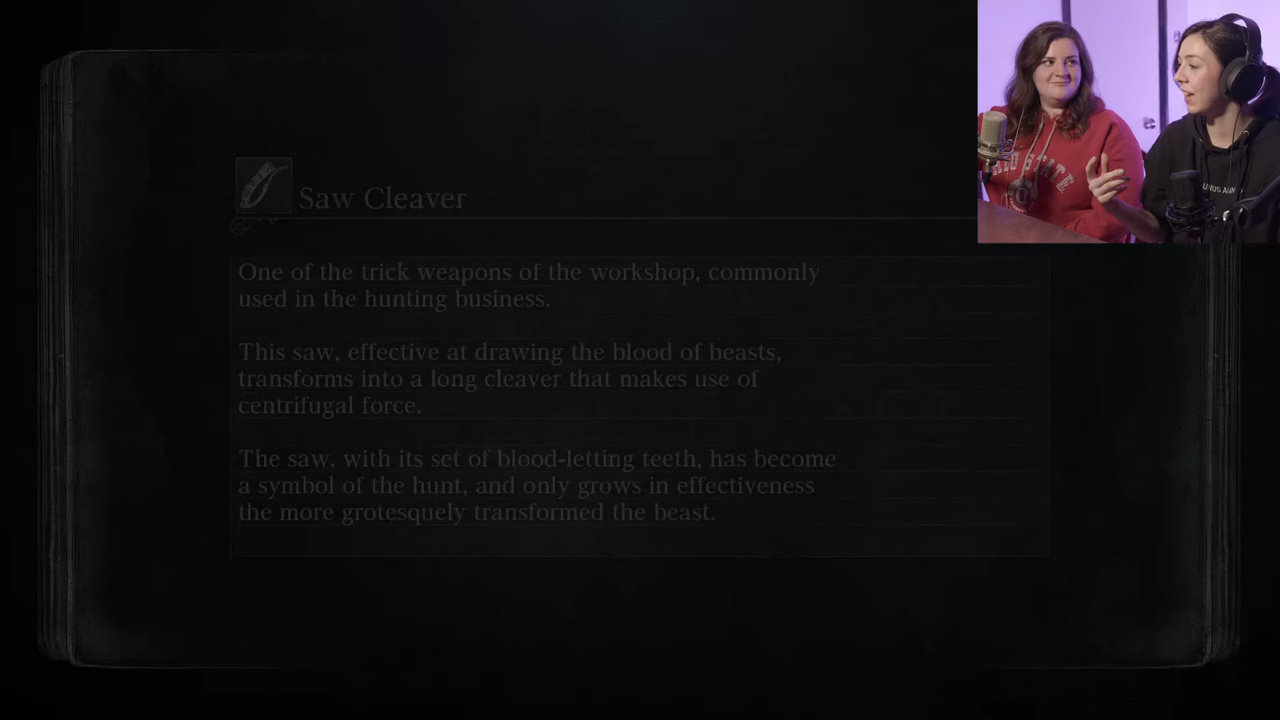 Saw Cleaver
One of the trick weapons of the workshop, commonly
used in the hunting business.
This saw, effective at drawing the blood of beasts,
transforms into a long cleaver that makes use of
centrifugal force.
The saw, with its set of blood-letting teeth, has become
a symbol of the hunt, and only grows in effectiveness
the more grotesquely transformed the beast.
UNUS